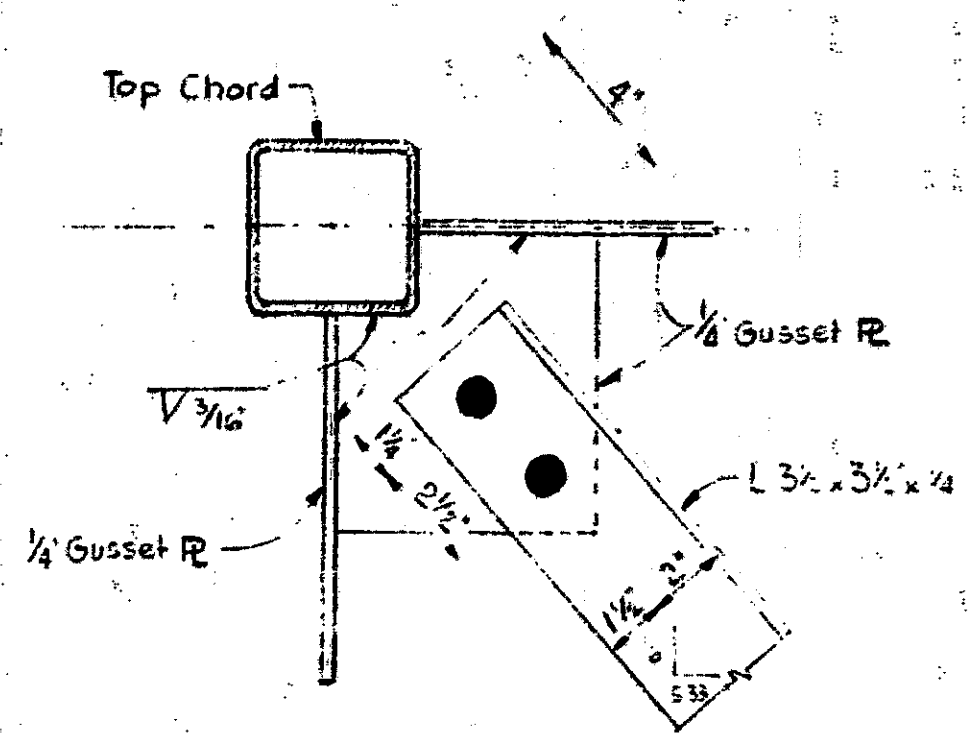 Top Chord
4"
1/4" Gusset PL
3/16"
1 1/4"
2 1/2"
L 3 1/2 x 3 1/2" x 1/4
1/4" Gusset PL
1 1/2"
2"
5.33